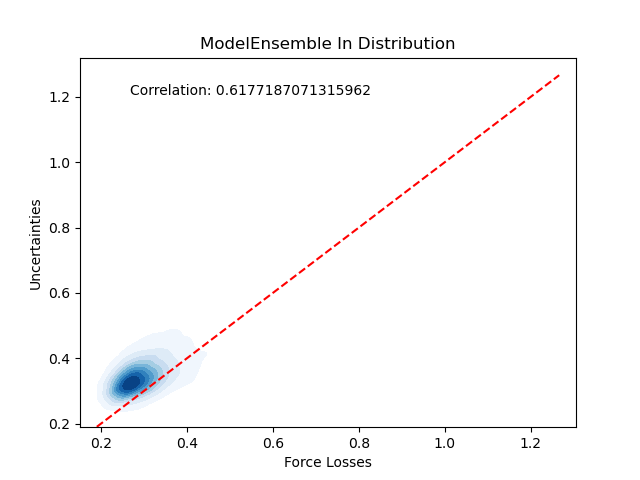 ModelEnsemble In Distribution
Correlation: 0.6177187071315962
Uncertainties
1.2
1.0
0.8
0.6
0.4
0.2
0.2 0.4 0.6 0.8 1.0 1.2
Force Losses